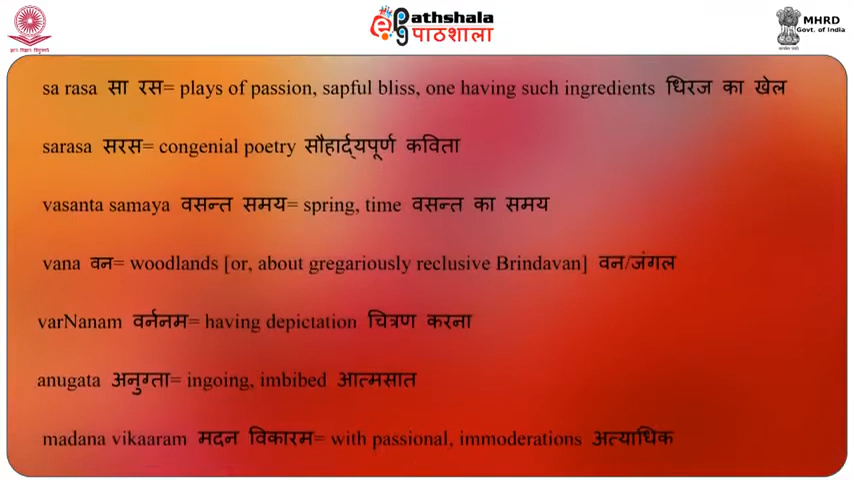 Pathshala
पाठशाला
MHRD
Govt. of India
sa rasa सा रस= plays of passion, sapful bliss, one having such ingredients धिरज का खेल
sarasa सरस= congenial poetry सौहार्द्यपूर्ण कविता
vasanta samaya वसन्त समय= spring, time वसन्त का समय
vana वन= woodlands [or, about gregariously reclusive Brindavan] वन/जंगल
varNanam वर्ननम= having depictation चित्रण करना
anugata अनुग्ता= ingoing, imbibed आत्मसात
madana vikaaram मदन विकारम= with passional, immoderations अत्याधिक